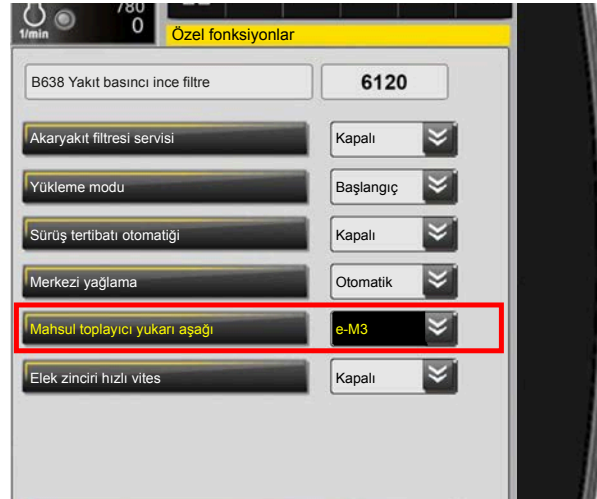 780
1/min
0
Özel fonksiyonlar
B638 Yakıt basıncı ince filtre
6120
Akaryakıt filtresi servisi
Kapalı
Yükleme modu
Başlangıç
Sürüş tertibatı otomatiği
Kapalı
Merkezi yağlama
Otomatik
Mahsul toplayıcı yukarı aşağı
e-M3
Elek zinciri hızlı vites
Kapalı